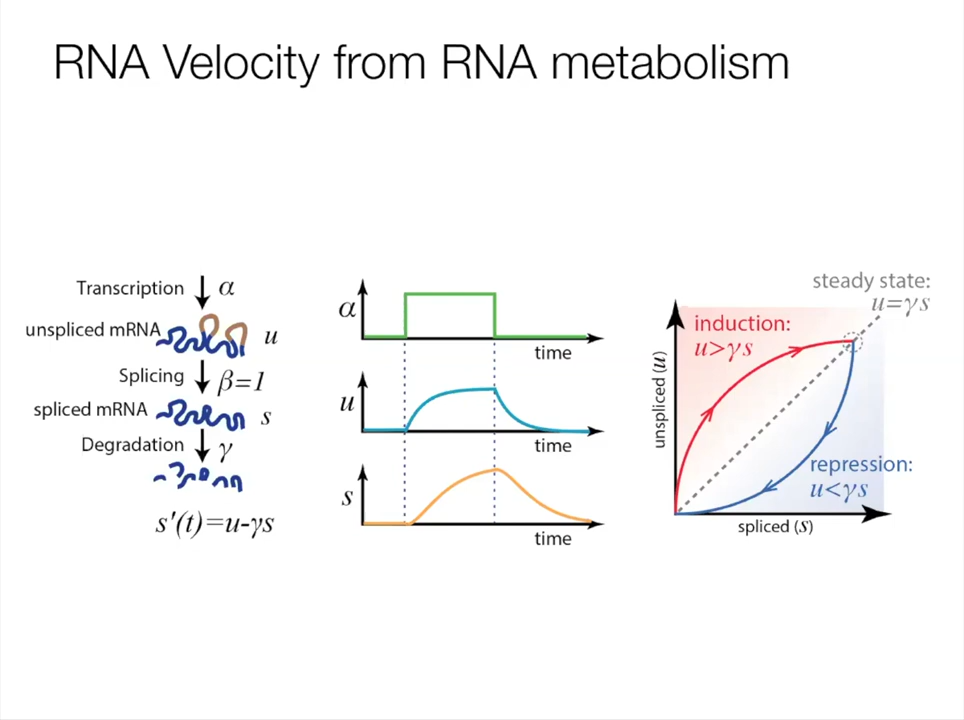 RNA Velocity from RNA metabolism
Transcription α
unspliced mRNA u
Splicing β=1
spliced mRNA s
Degradation γ
s'(t)=u-γs
α
time
u
time
s
time
steady state:
u=γs
induction:
u>γs
unspliced (u)
repression:
u<γs
spliced (s)